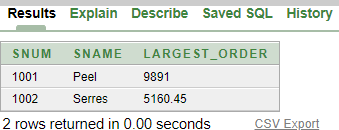 Results Explain Describe Saved SQL History
SNUM SNAME LARGEST_ORDER
1001 Peel 9891
1002 Serres 5160.45
2 rows returned in 0.00 seconds CSV Export